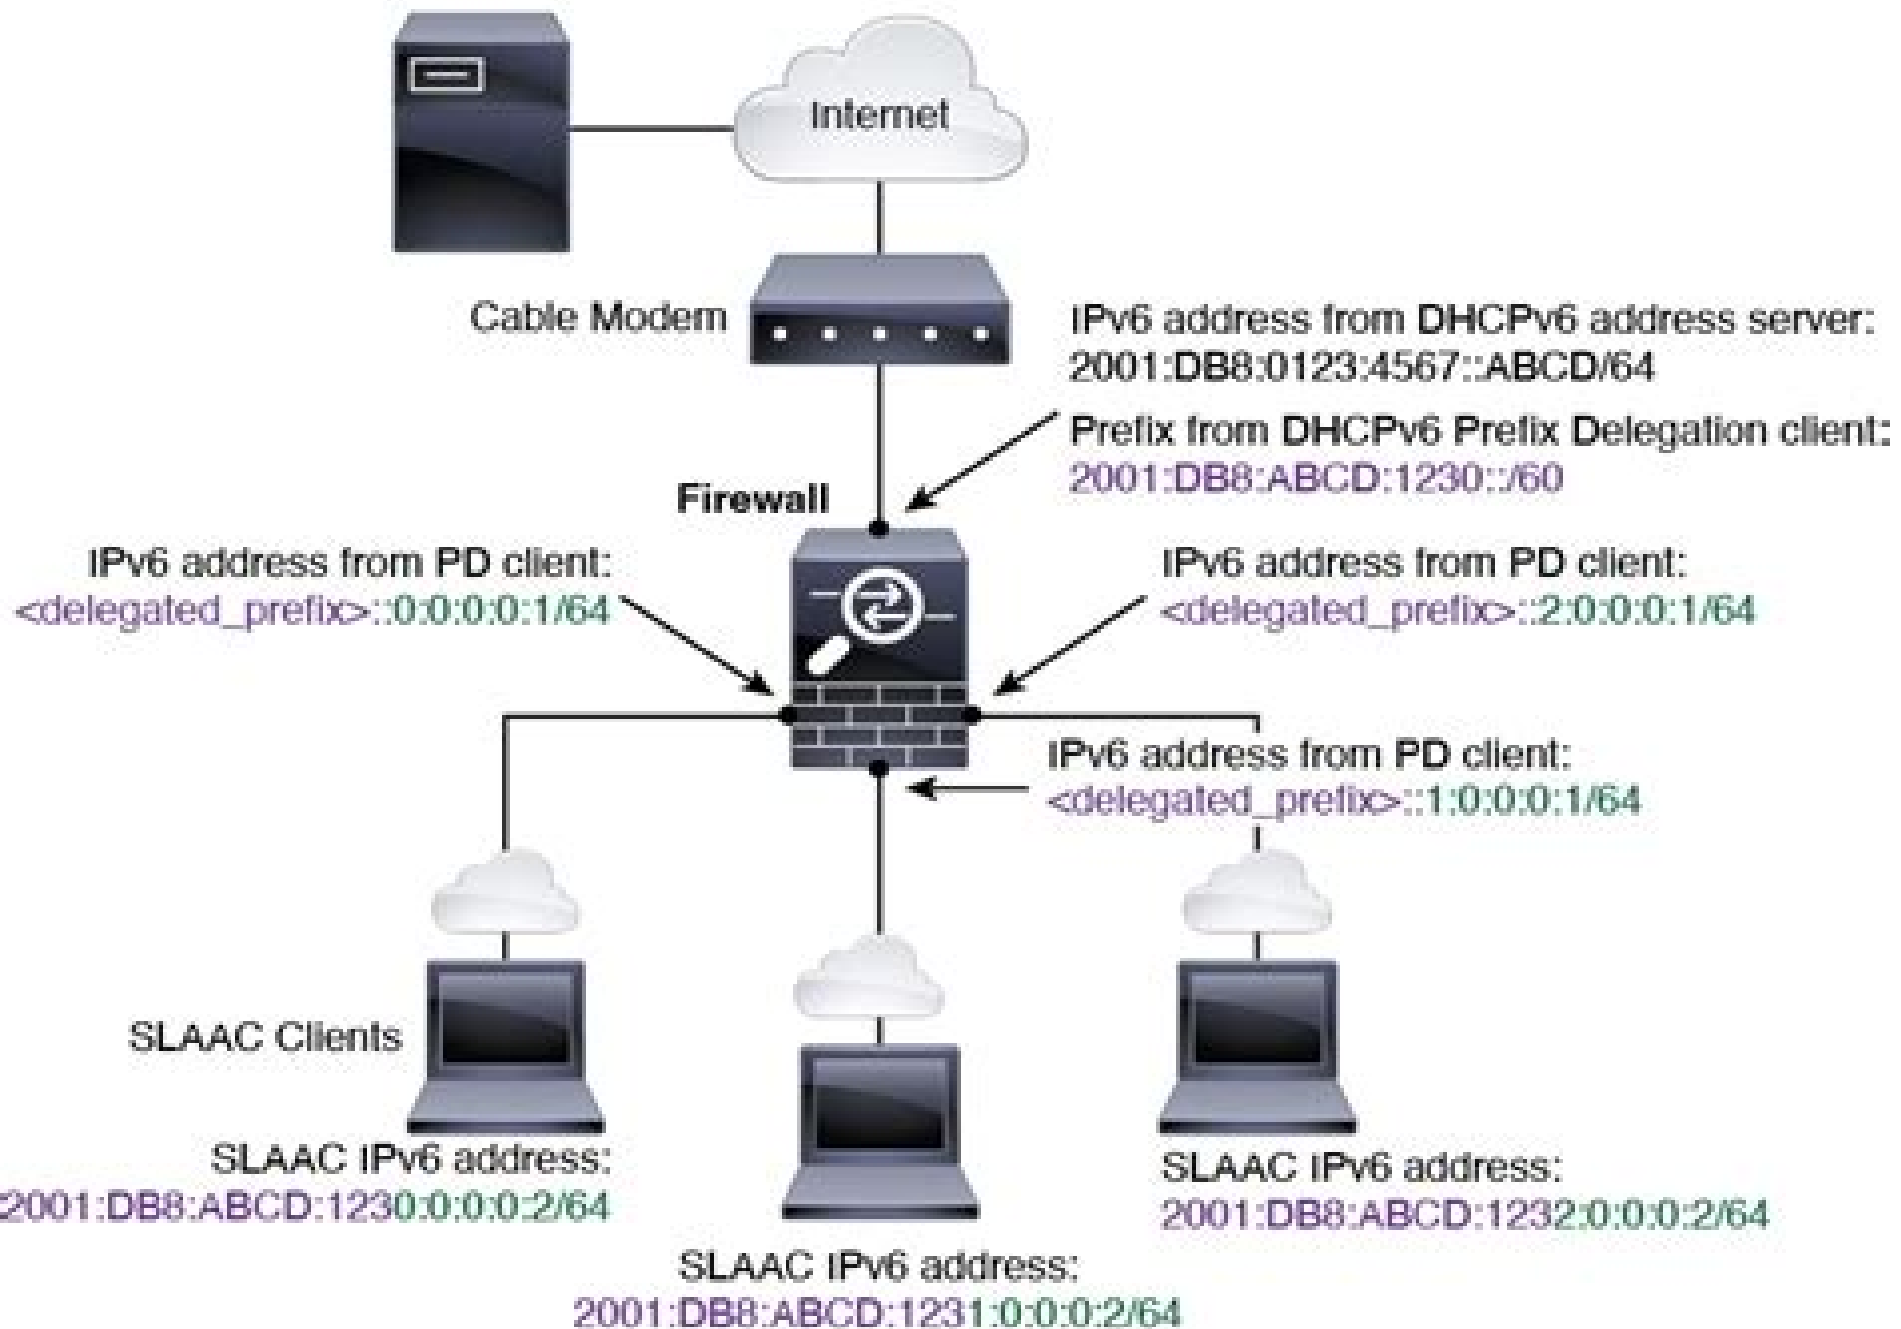 Internet
Cable Modem
IPv6 address from DHCPv6 address server:
2001:DB8:0123:4567::ABCD/64
Prefix from DHCPv6 Prefix Delegation client:
2001:DB8:ABCD:1230::/60
Firewall
IPv6 address from PD client:
<delegated_prefix>::0:0:0:0:1/64
IPv6 address from PD client:
<delegated_prefix>::2:0:0:0:1/64
IPv6 address from PD client:
<delegated_prefix>::1:0:0:0:1/64
SLAAC Clients
SLAAC IPv6 address:
2001:DB8:ABCD:1230:0:0:0:2/64
SLAAC IPv6 address:
2001:DB8:ABCD:1232:0:0:0:2/64
SLAAC IPv6 address:
2001:DB8:ABCD:1231:0:0:0:2/64